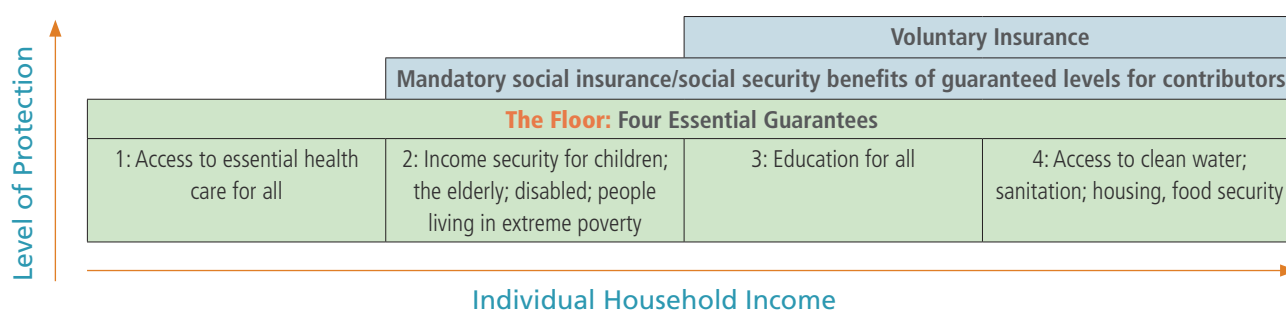 Level of Protection
Voluntary Insurance
Mandatory social insurance/social security benefits of guaranteed levels for contributors
The Floor: Four Essential Guarantees
1: Access to essential health
care for all
2: Income security for children;
the elderly; disabled; people
living in extreme poverty
3: Education for all
4: Access to clean water;
sanitation; housing, food security
Individual Household Income